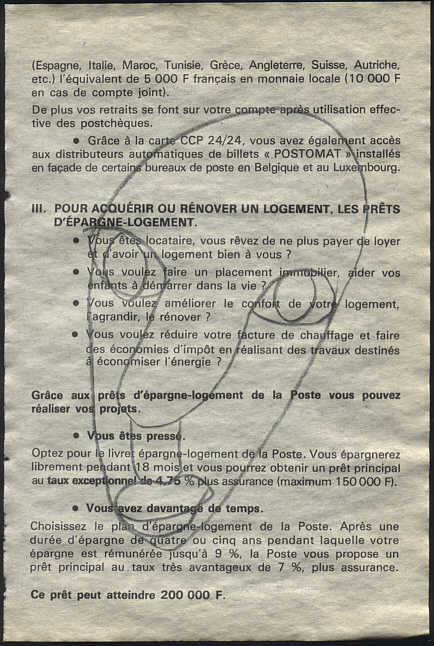 (Espagne, Italie, Maroc, Tunisie, Grèce, Angleterre, Suisse, Autriche,
etc.) l'équivalent de 5 000 F français en monnaie locale (10 000 F
en cas de compte joint).
De plus vos retraits se font sur votre compte après utilisation effec-
tive des postchèques.
● Grâce à la carte CCP 24/24, vous avez également accès
aux distributeurs automatiques de billets « POSTOMAT » installés
en façade de certains bureaux de poste en Belgique et au Luxembourg.
III. POUR ACQUÉRIR OU RÉNOVER UN LOGEMENT, LES PRÊTS
D'ÉPARGNE-LOGEMENT.
● Vous êtes locataire, vous rêvez de ne plus payer de loyer
et d'avoir un logement bien à vous ?
● Vous voulez faire un placement immobilier, aider vos
enfants à démarrer dans la vie ?
● Vous voulez améliorer le confort de votre logement,
l'agrandir, le rénover ?
● Vous voulez réduire votre facture de chauffage et faire
des économies d'impôt en réalisant des travaux destinés
à économiser l'énergie ?
Grâce aux prêts d'épargne-logement de la Poste vous pouvez
réaliser vos projets.
● Vous êtes pressé.
Optez pour le livret épargne-logement de la Poste. Vous épargnerez
librement pendant 18 mois et vous pourrez obtenir un prêt principal
au taux exceptionnel de 4,75 % plus assurance (maximum 150 000 F).
● Vous avez davantage de temps.
Choisissez le plan d'épargne-logement de la Poste. Après une
durée d'épargne de quatre ou cinq ans pendant laquelle votre
épargne est rémunérée jusqu'à 9 %, la Poste vous propose un
prêt principal au taux très avantageux de 7 %, plus assurance.
Ce prêt peut atteindre 200 000 F.